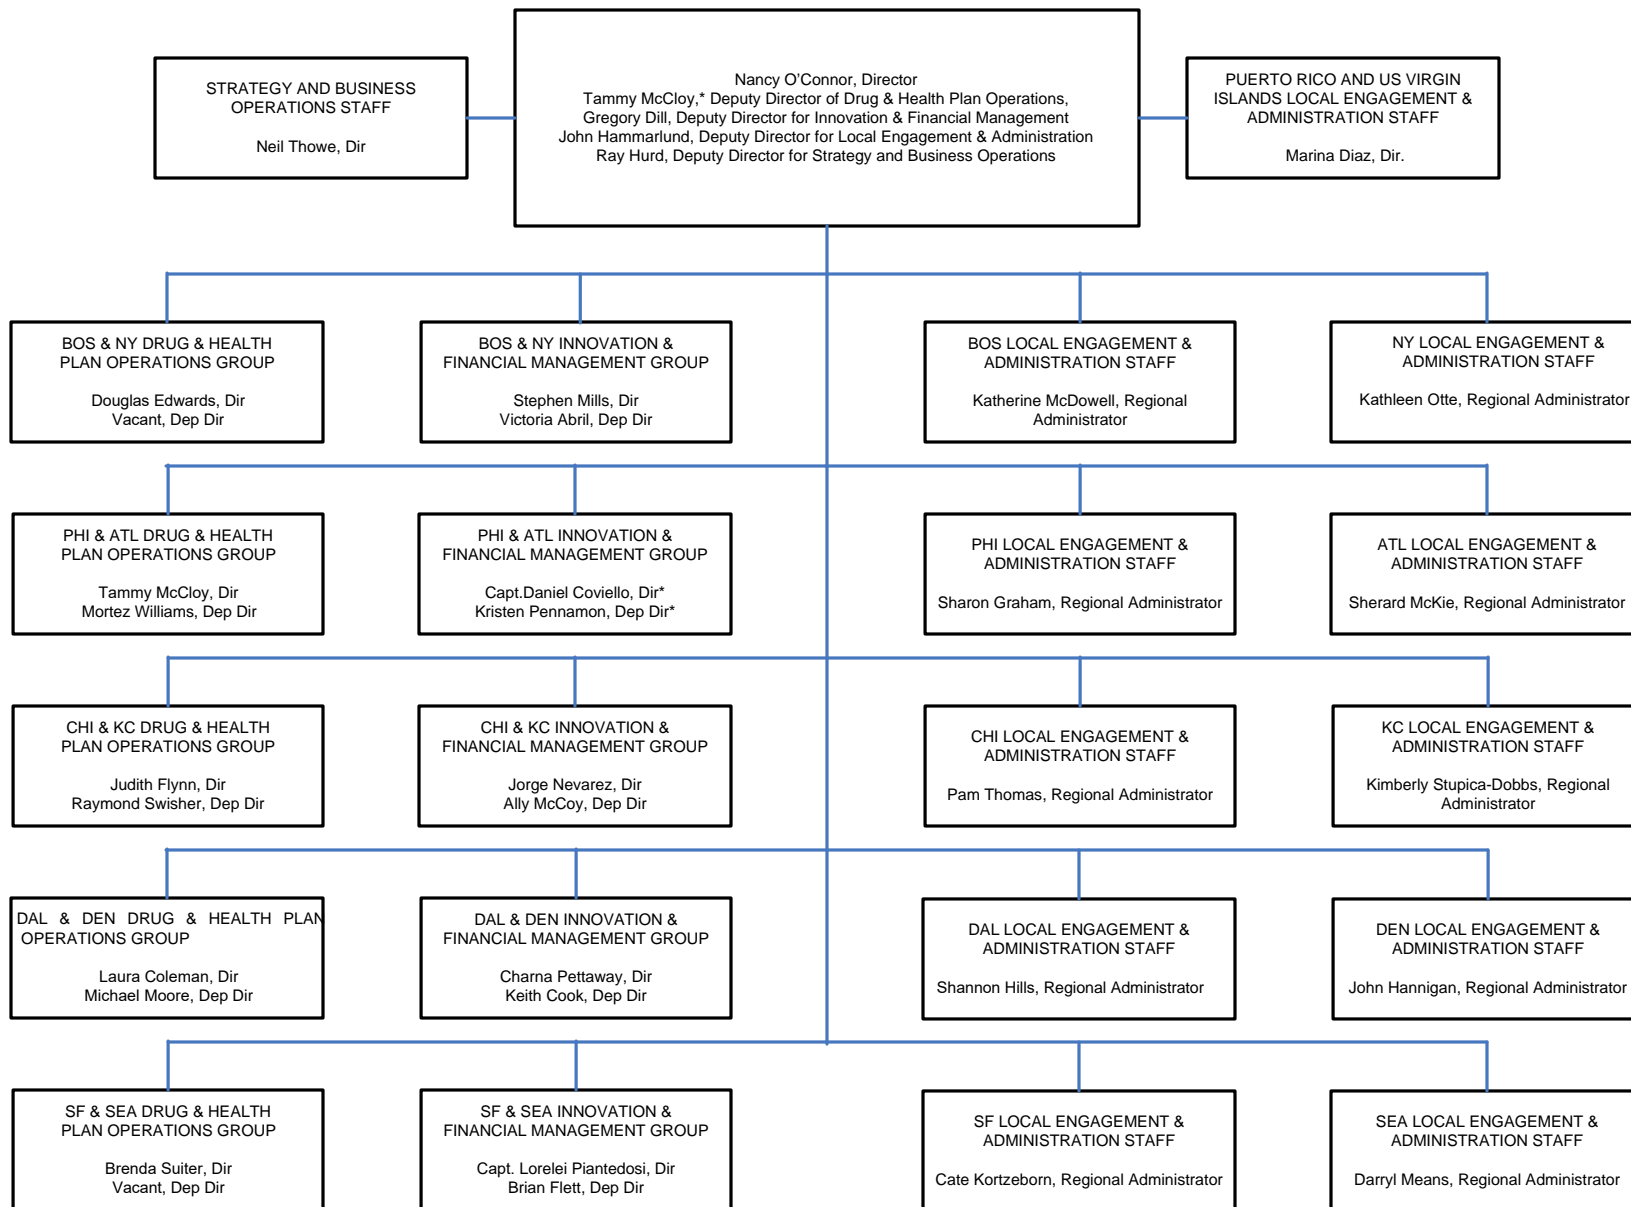 Nancy O'Connor, Director
Tammy McCloy,* Deputy Director of Drug & Health Plan Operations,
Gregory Dill, Deputy Director for Innovation & Financial Management
John Hammarlund, Deputy Director for Local Engagement & Administration
Ray Hurd, Deputy Director for Strategy and Business Operations
STRATEGY AND BUSINESS
OPERATIONS STAFF
Neil Thowe, Dir
PUERTO RICO AND US VIRGIN
ISLANDS LOCAL ENGAGEMENT &
ADMINISTRATION STAFF
Marina Diaz, Dir.
BOS & NY DRUG & HEALTH
PLAN OPERATIONS GROUP
Douglas Edwards, Dir
Vacant, Dep Dir
BOS & NY INNOVATION &
FINANCIAL MANAGEMENT GROUP
Stephen Mills, Dir
Victoria Abril, Dep Dir
BOS LOCAL ENGAGEMENT &
ADMINISTRATION STAFF
Katherine McDowell, Regional
Administrator
NY LOCAL ENGAGEMENT &
ADMINISTRATION STAFF
Kathleen Otte, Regional Administrator
PHI & ATL DRUG & HEALTH
PLAN OPERATIONS GROUP
Tammy McCloy, Dir
Mortez Williams, Dep Dir
PHI & ATL INNOVATION &
FINANCIAL MANAGEMENT GROUP
Capt.Daniel Coviello, Dir*
Kristen Pennamon, Dep Dir*
PHI LOCAL ENGAGEMENT &
ADMINISTRATION STAFF
Sharon Graham, Regional Administrator
ATL LOCAL ENGAGEMENT &
ADMINISTRATION STAFF
Sherard McKie, Regional Administrator
CHI & KC DRUG & HEALTH
PLAN OPERATIONS GROUP
Judith Flynn, Dir
Raymond Swisher, Dep Dir
CHI & KC INNOVATION &
FINANCIAL MANAGEMENT GROUP
Jorge Nevarez, Dir
Ally McCoy, Dep Dir
CHI LOCAL ENGAGEMENT &
ADMINISTRATION STAFF
Pam Thomas, Regional Administrator
KC LOCAL ENGAGEMENT &
ADMINISTRATION STAFF
Kimberly Stupica-Dobbs, Regional
Administrator
DAL & DEN DRUG & HEALTH PLAN
OPERATIONS GROUP
Laura Coleman, Dir
Michael Moore, Dep Dir
DAL & DEN INNOVATION &
FINANCIAL MANAGEMENT GROUP
Charna Pettaway, Dir
Keith Cook, Dep Dir
DAL LOCAL ENGAGEMENT &
ADMINISTRATION STAFF
Shannon Hills, Regional Administrator
DEN LOCAL ENGAGEMENT &
ADMINISTRATION STAFF
John Hannigan, Regional Administrator
SF & SEA DRUG & HEALTH
PLAN OPERATIONS GROUP
Brenda Suiter, Dir
Vacant, Dep Dir
SF & SEA INNOVATION &
FINANCIAL MANAGEMENT GROUP
Capt. Lorelei Piantedosi, Dir
Brian Flett, Dep Dir
SF LOCAL ENGAGEMENT &
ADMINISTRATION STAFF
Cate Kortzeborn, Regional Administrator
SEA LOCAL ENGAGEMENT &
ADMINISTRATION STAFF
Darryl Means, Regional Administrator